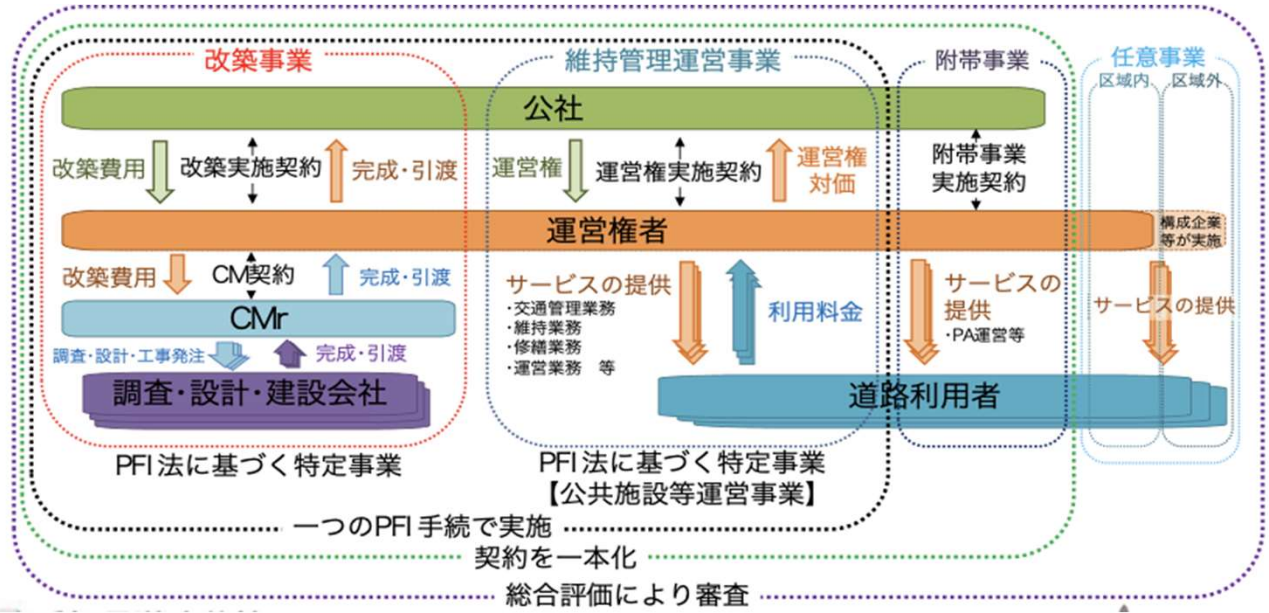 改築事業
維持管理運営事業
附帯事業
任意事業
区域内
区域外
公社
改築費用
改築実施契約
完成・引渡
運営権
運営権実施契約
運営権
対価
附帯事業
実施契約
運営権者
構成企業
等が実施
改築費用
CM契約
完成・引渡
サービスの提供
・交通管理業務
・維持業務
・修繕業務
・運営業務 等
利用料金
サービスの
提供
・PA運営等
サービスの提供
CMr
調査・設計・工事発注
完成・引渡
調査・設計・建設会社
道路利用者
PFI法に基づく特定事業
PFI法に基づく特定事業
【公共施設等運営事業】
一つのPFI手続で実施
契約を一本化
総合評価により審査